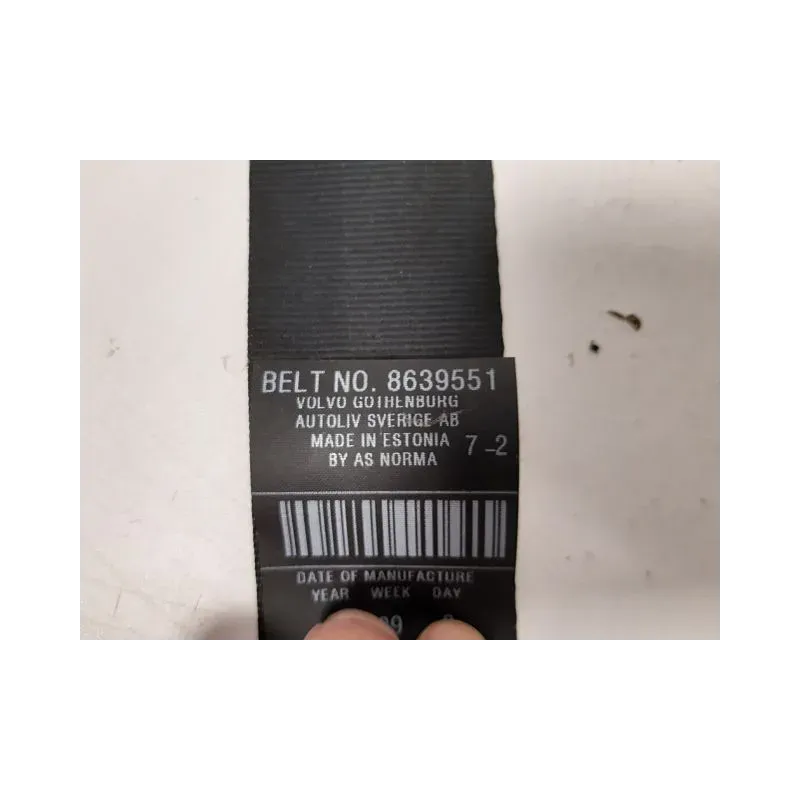 BELT NO. 8639551
VOLVO GOTHENBURG
AUTOLIV SVERIGE AB
MADE IN ESTONIA
BY AS NORMA
7-2
DATE OF MANUFACTURE
YEAR WEEK DAY